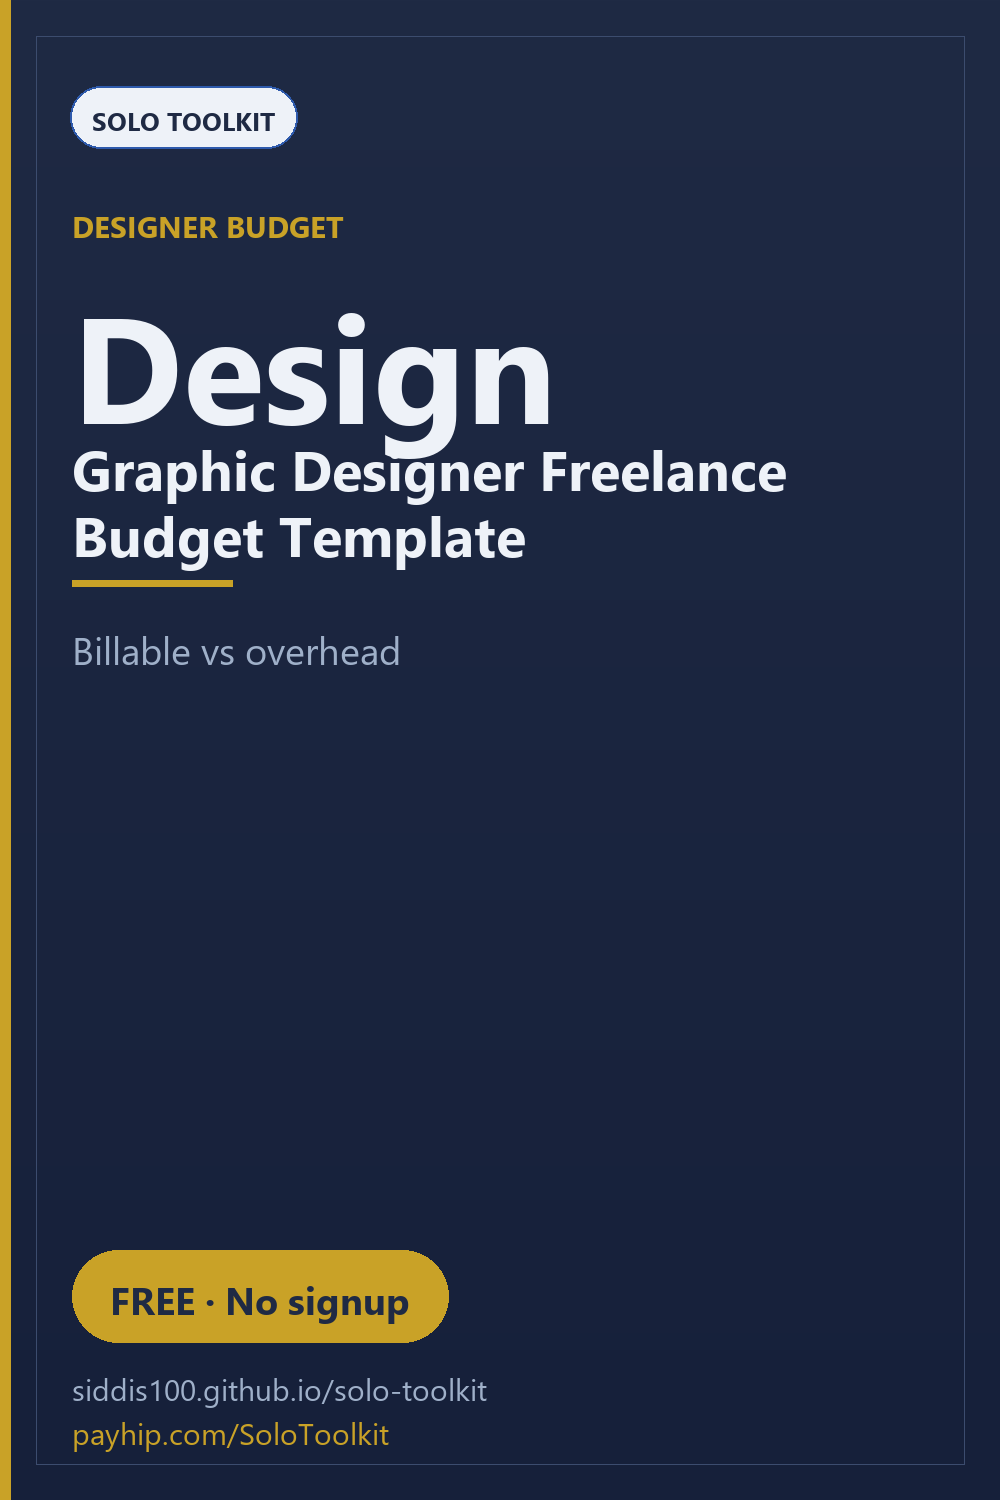 SOLO TOOLKIT
DESIGNER BUDGET
Design
Graphic Designer Freelance
Budget Template
Billable vs overhead
FREE · No signup
siddis100.github.io/solo-toolkit
payhip.com/SoloToolkit